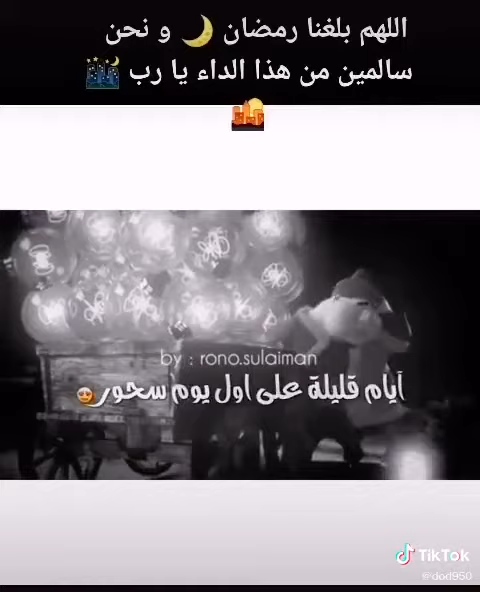 اللهم بلغنا رمضان 🌙 و نحن
سالمين من هذا الداء يا رب 🌃
🌇
by : rono.sulaiman
أيام قليلة على اول يوم سحور😍
TikTok
@dod950